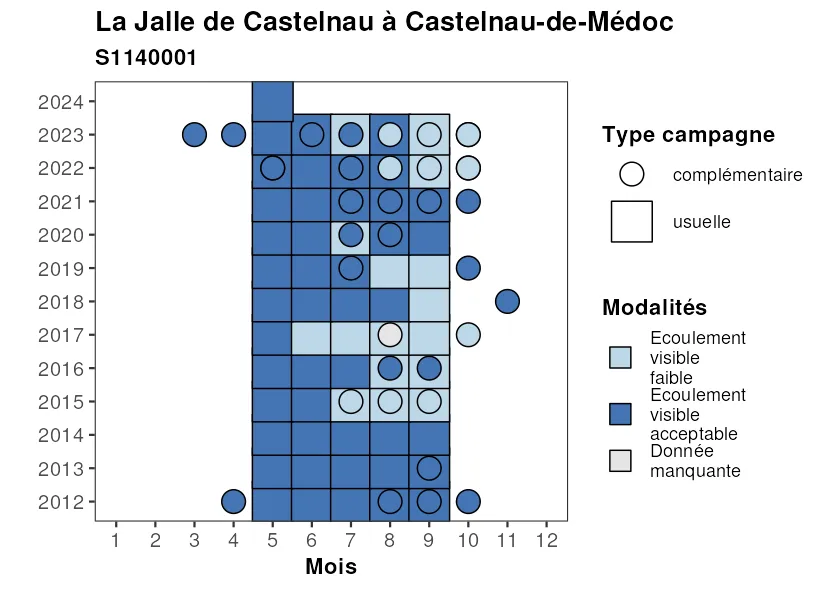 La Jalle de Castelnau à Castelnau-de-Médoc
S1140001
2024
2023
2022
2021
2020
2019
2018
2017
2016
2015
2014
2013
2012
1 2 3 4 5 6 7 8 9 10 11 12
Mois
Type campagne
complémentaire
usuelle
Modalités
Ecoulement
visible
faible
Ecoulement
visible
acceptable
Donnée
manquante